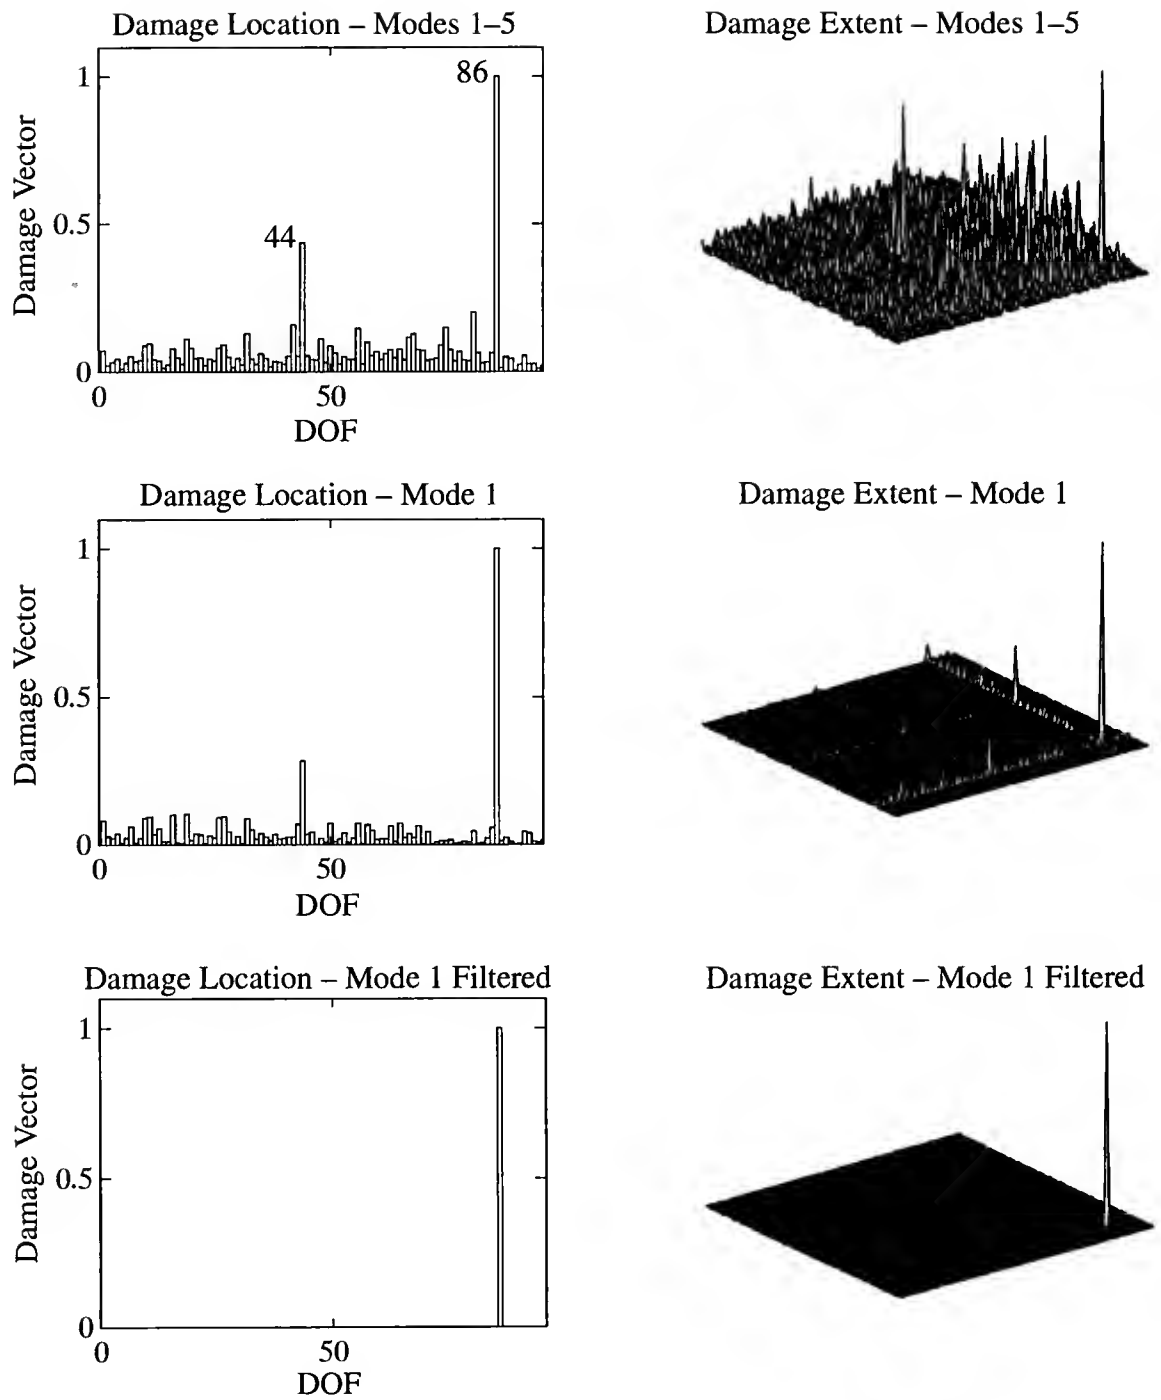 Damage Location – Modes 1–5
Damage Extent – Modes 1–5
1
0.5
0
Damage Vector
86
44
0
50
DOF
Damage Location – Mode 1
Damage Extent – Mode 1
1
0.5
0
Damage Vector
0
50
DOF
Damage Location – Mode 1 Filtered
Damage Extent – Mode 1 Filtered
1
0.5
0
Damage Vector
0
50
DOF